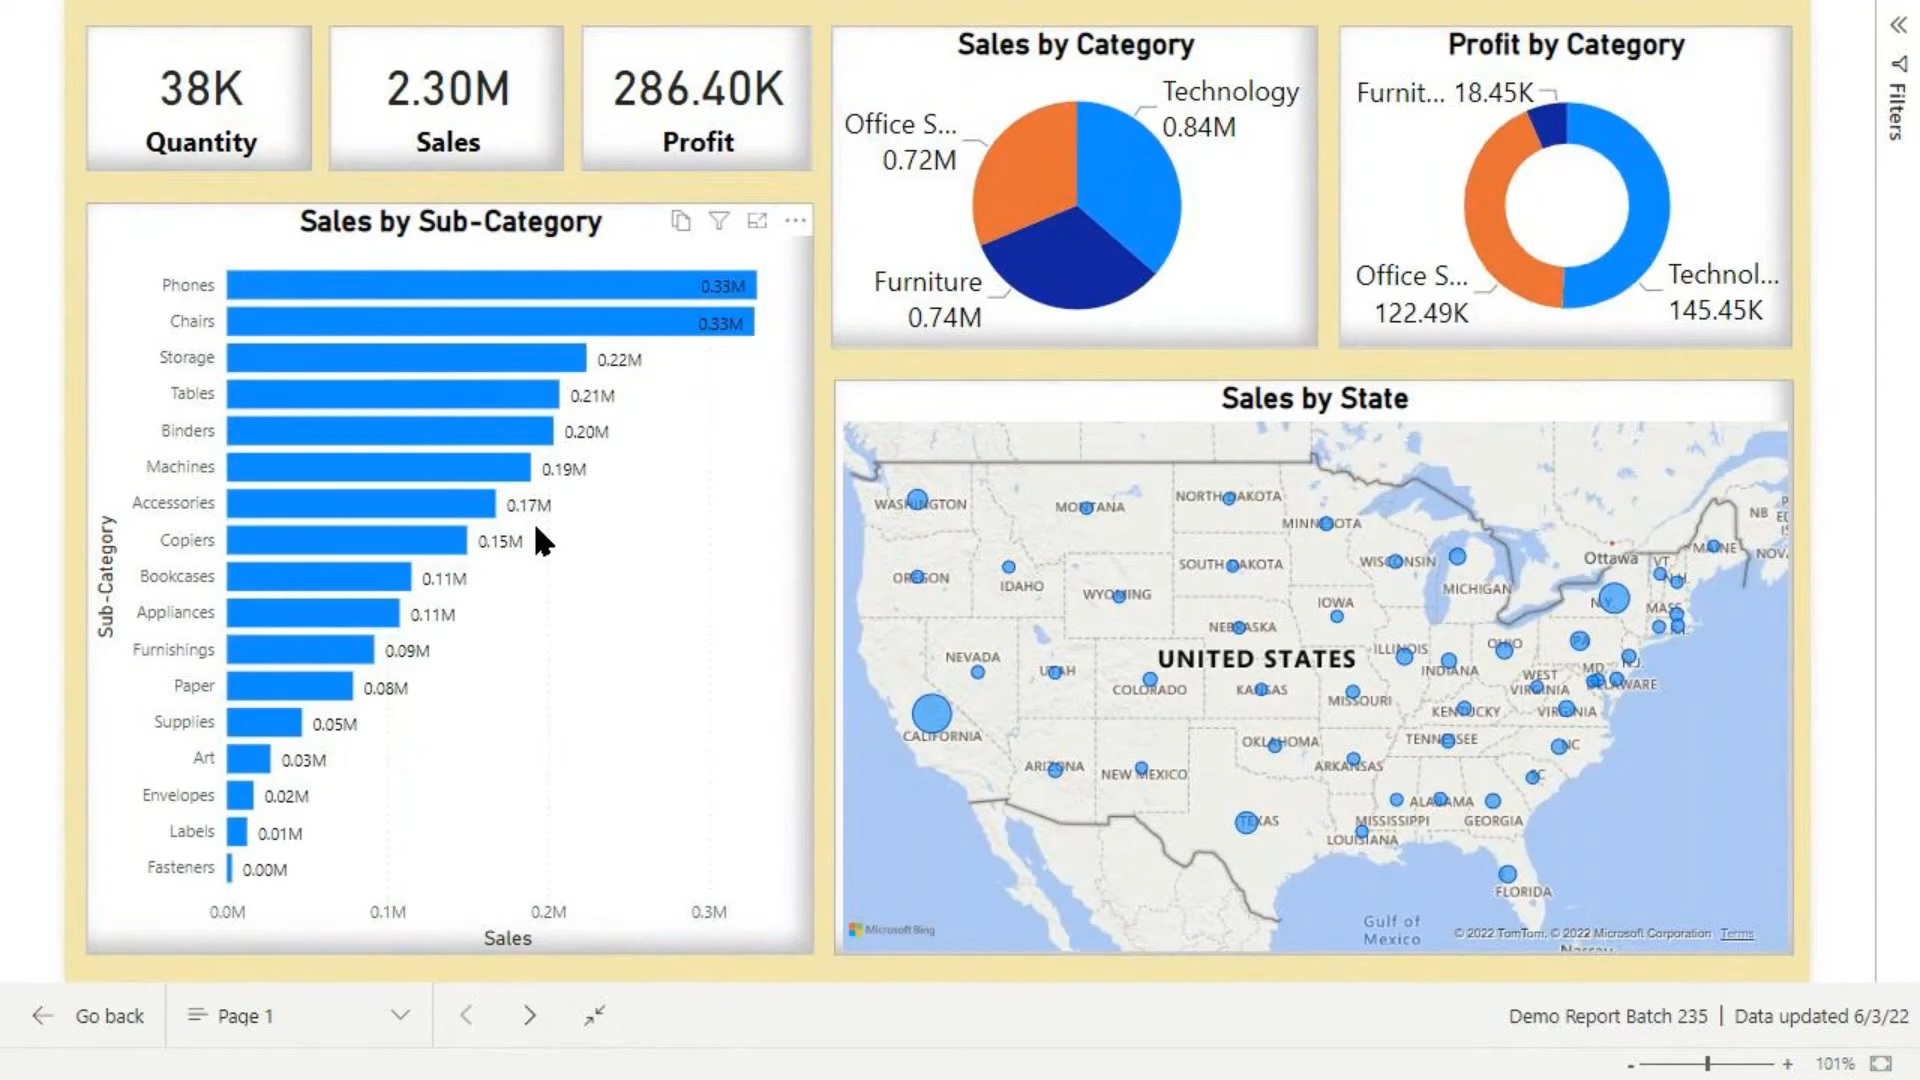 38K
Quantity
2.30M
Sales
286.40K
Profit
Sales by Category
Technology
0.84M
Office S...
0.72M
Furniture
0.74M
Profit by Category
Furnit... 18.45K
Office S...
122.49K
Technol...
145.45K
Filters
Sales by Sub-Category
Sub-Category
Phones 0.33M
Chairs 0.33M
Storage 0.22M
Tables 0.21M
Binders 0.20M
Machines 0.19M
Accessories 0.17M
Copiers 0.15M
Bookcases 0.11M
Appliances 0.11M
Furnishings 0.09M
Paper 0.08M
Supplies 0.05M
Art 0.03M
Envelopes 0.02M
Labels 0.01M
Fasteners 0.00M
0.0M 0.1M 0.2M 0.3M
Sales
Sales by State
WASHINGTON
MONTANA
NORTH DAKOTA
MINNESOTA
NB
MAINE
NOVA
Ottawa
VT.
N.H.
OREGON
IDAHO
SOUTH DAKOTA
WISCONSIN
MICHIGAN
WYOMING
IOWA
N.Y.
MASS
R.I.
NEBRASKA
NEVADA
UTAH
COLORADO
UNITED STATES
KANSAS
MISSOURI
ILLINOIS
INDIANA
OHIO
PA
N.J.
MD.
DELAWARE
WEST
VIRGINIA
KENTUCKY
VIRGINIA
CALIFORNIA
OKLAHOMA
TENNESSEE
NC
ARIZONA
NEW MEXICO
ARKANSAS
SC
TEXAS
MISSISSIPPI
ALABAMA
GEORGIA
LOUISIANA
FLORIDA
Gulf of
Mexico
Microsoft Bing
© 2022 TomTom, © 2022 Microsoft Corporation Terms
Nassau
Go back
Page 1
Demo Report Batch 235 | Data updated 6/3/22
- + 101%